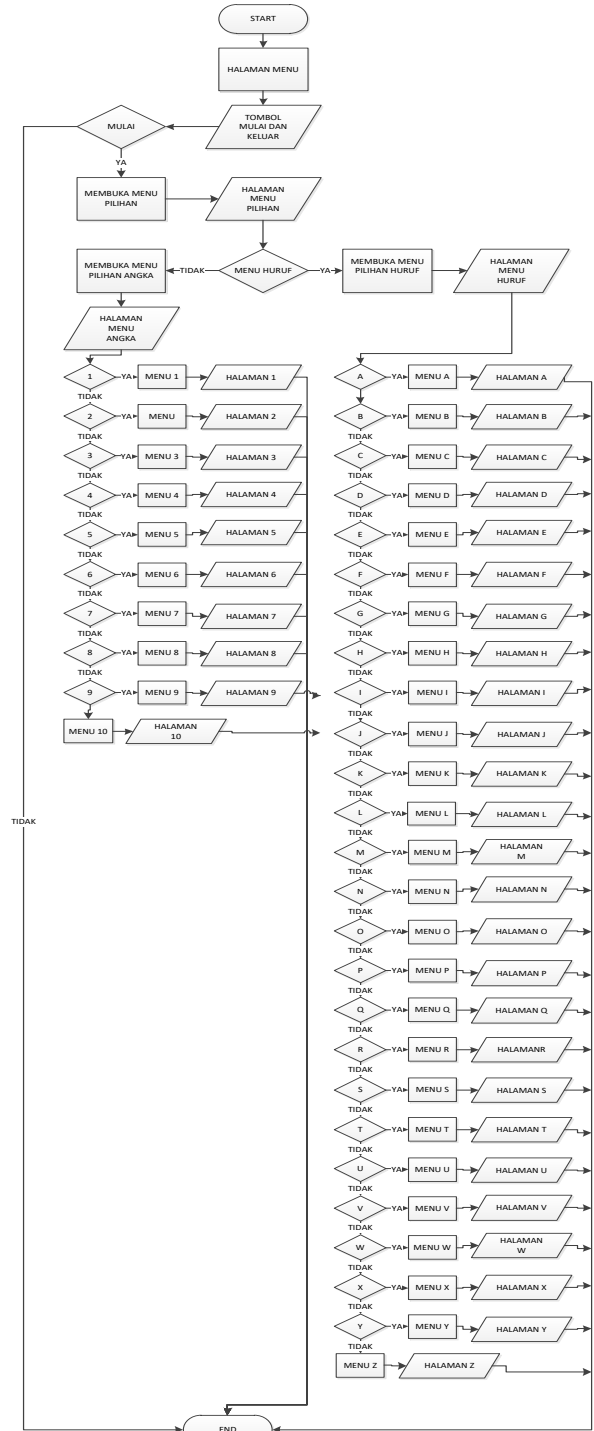 START
HALAMAN MENU
TOMBOL
MULAI DAN
KELUAR
MULAI
YA
MEMBUKA MENU
PILIHAN
HALAMAN
MENU
PILIHAN
MEMBUKA MENU
PILIHAN ANGKA
TIDAK
MENU HURUF
YA
MEMBUKA MENU
PILIHAN HURUF
HALAMAN
MENU
HURUF
HALAMAN
MENU
ANGKA
1
YA
MENU 1
HALAMAN 1
TIDAK
2
YA
MENU
HALAMAN 2
TIDAK
3
YA
MENU 3
HALAMAN 3
TIDAK
4
YA
MENU 4
HALAMAN 4
TIDAK
5
YA
MENU 5
HALAMAN 5
TIDAK
6
YA
MENU 6
HALAMAN 6
TIDAK
7
YA
MENU 7
HALAMAN 7
TIDAK
8
YA
MENU 8
HALAMAN 8
TIDAK
9
YA
MENU 9
HALAMAN 9
MENU 10
HALAMAN
10
TIDAK
A
YA
MENU A
HALAMAN A
B
YA
MENU B
HALAMAN B
TIDAK
C
YA
MENU C
HALAMAN C
TIDAK
D
YA
MENU D
HALAMAN D
TIDAK
E
YA
MENU E
HALAMAN E
TIDAK
F
YA
MENU F
HALAMAN F
TIDAK
G
YA
MENU G
HALAMAN G
TIDAK
H
YA
MENU H
HALAMAN H
TIDAK
I
YA
MENU I
HALAMAN I
TIDAK
J
YA
MENU J
HALAMAN J
TIDAK
K
YA
MENU K
HALAMAN K
TIDAK
L
YA
MENU L
HALAMAN L
TIDAK
M
YA
MENU M
HALAMAN
M
TIDAK
N
YA
MENU N
HALAMAN N
TIDAK
O
YA
MENU O
HALAMAN O
TIDAK
P
YA
MENU P
HALAMAN P
TIDAK
Q
YA
MENU Q
HALAMAN Q
TIDAK
R
YA
MENU R
HALAMANR
TIDAK
S
YA
MENU S
HALAMAN S
TIDAK
T
YA
MENU T
HALAMAN T
TIDAK
U
YA
MENU U
HALAMAN U
TIDAK
V
YA
MENU V
HALAMAN V
TIDAK
W
YA
MENU W
HALAMAN
W
TIDAK
X
YA
MENU X
HALAMAN X
TIDAK
Y
YA
MENU Y
HALAMAN Y
TIDAK
MENU Z
HALAMAN Z
END